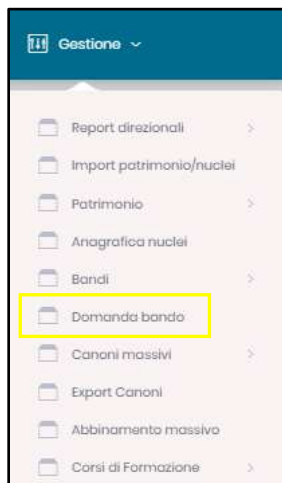 Gestione
Report direzionali
Import patrimonio/nuclei
Patrimonio
Anagrafica nuclei
Bandi
Domanda bando
Canoni massivi
Export Canoni
Abbinamento massivo
Corsi di Formazione